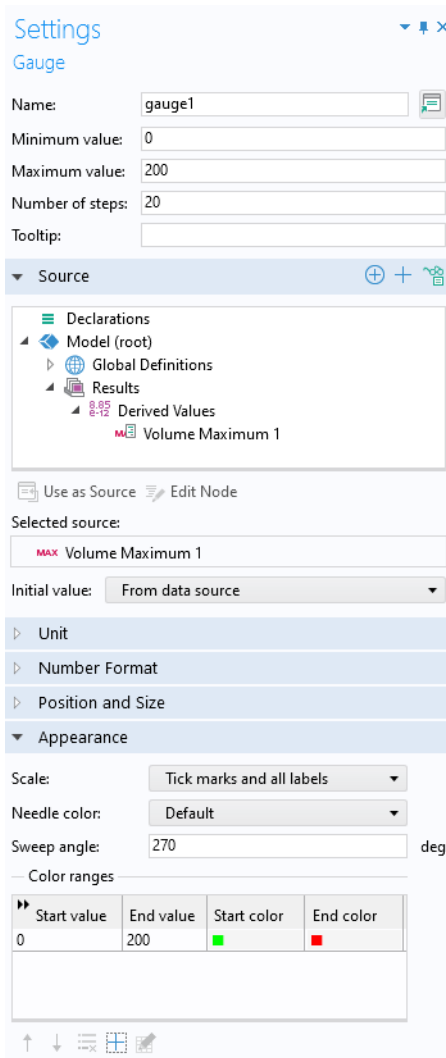 Settings
Gauge
Name: gauge1
Minimum value: 0
Maximum value: 200
Number of steps: 20
Tooltip:
Source
Declarations
Model (root)
Global Definitions
Results
8.85
e-12 Derived Values
Volume Maximum 1
Use as Source Edit Node
Selected source:
MAX Volume Maximum 1
Initial value: From data source
Unit
Number Format
Position and Size
Appearance
Scale: Tick marks and all labels
Needle color: Default
Sweep angle: 270 deg
Color ranges
Start value End value Start color End color
0 200